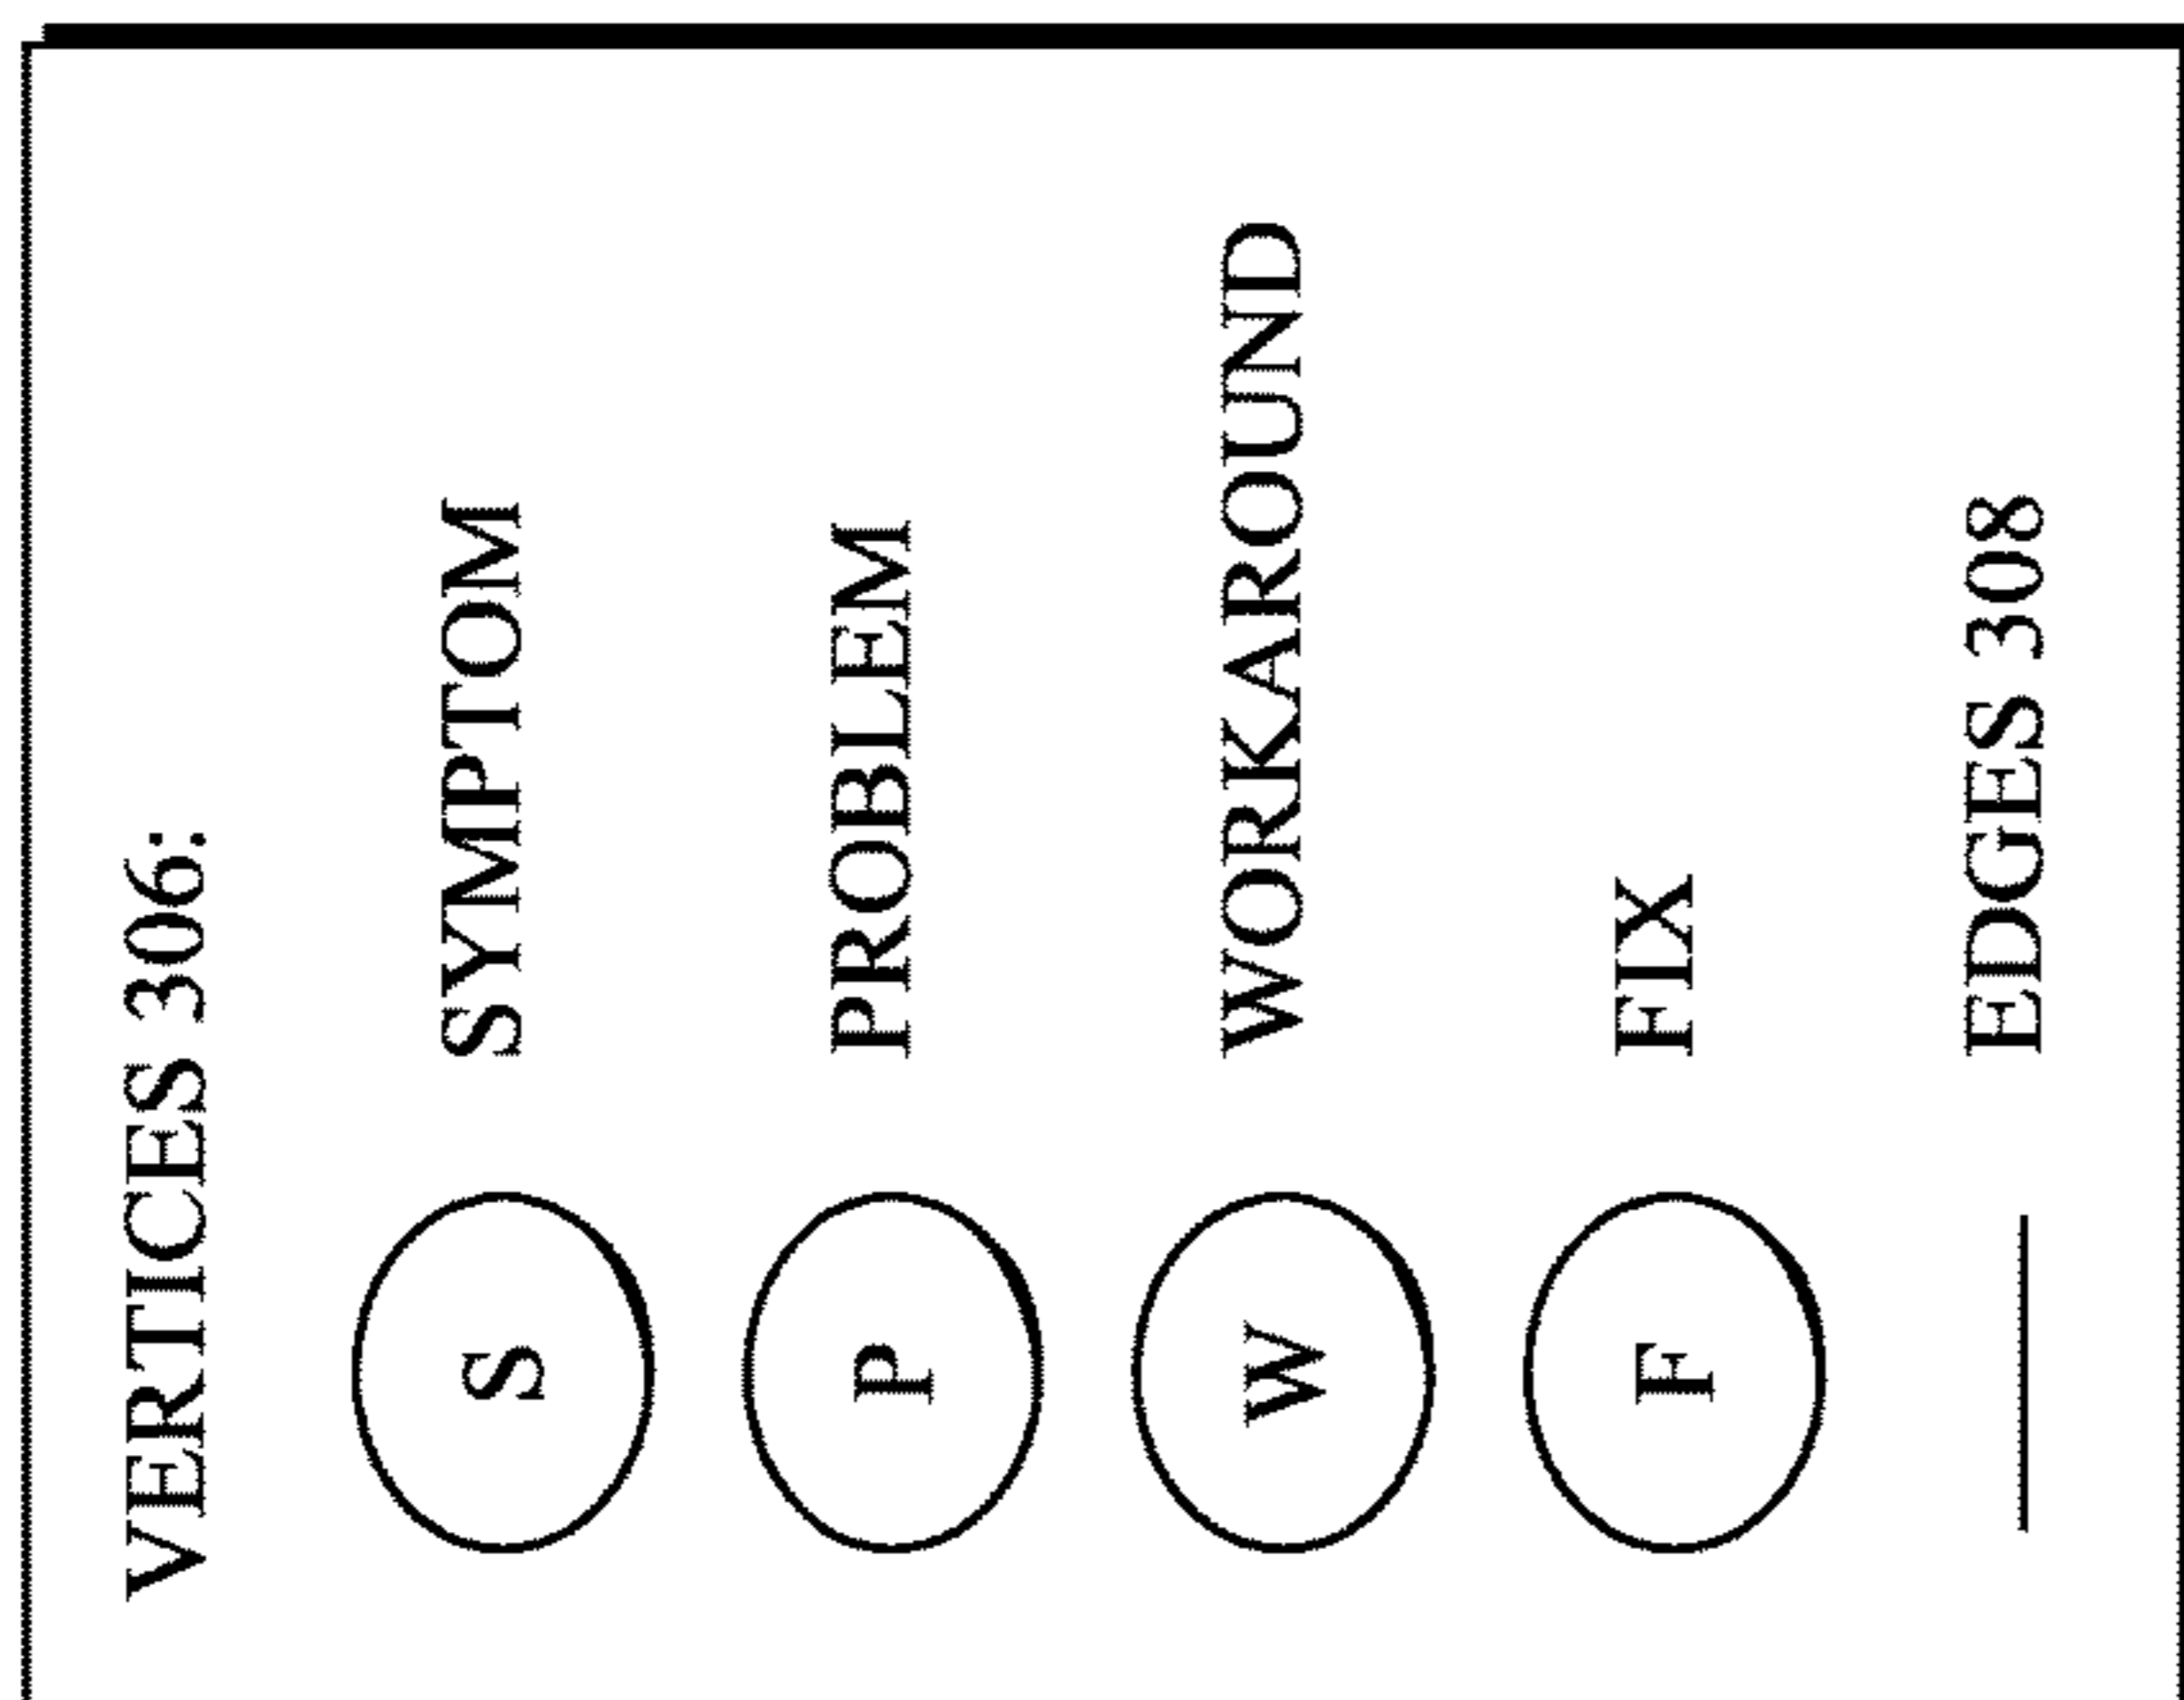 VERTICES 306:
S SYMPTOM
P PROBLEM
W WORKAROUND
F FIX
EDGES 308